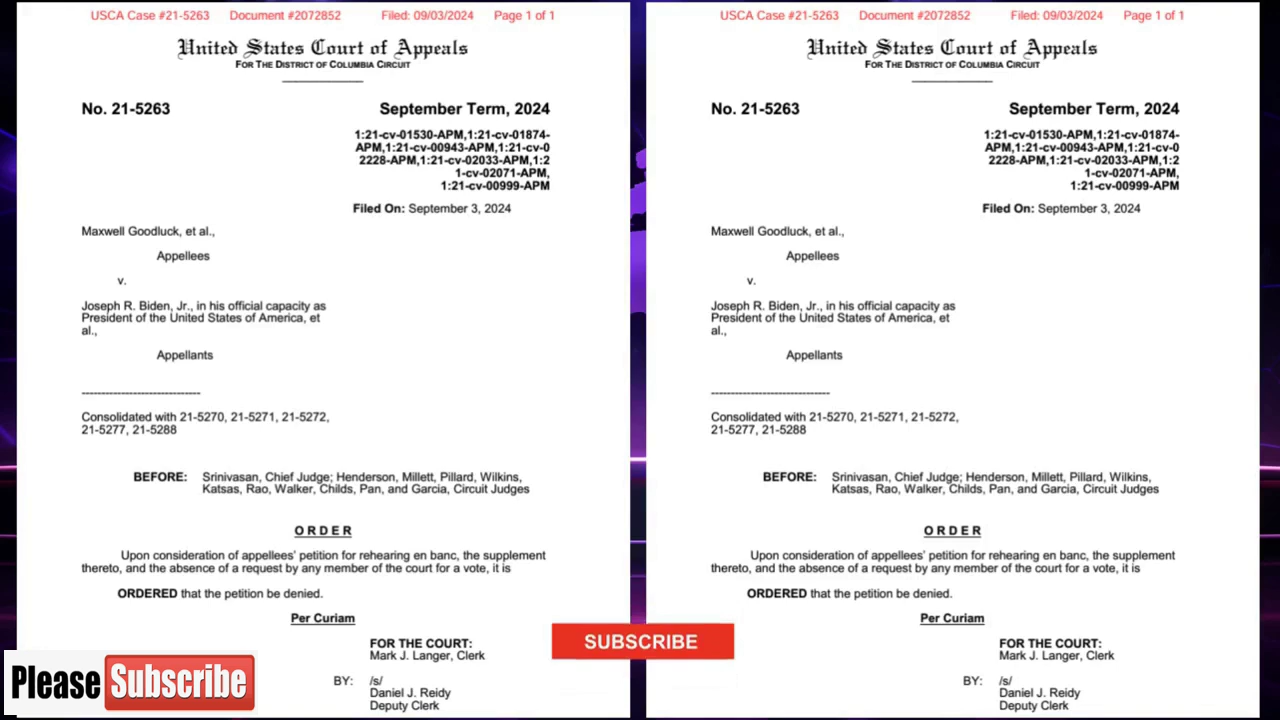 USCA Case #21-5263 Document #2072852 Filed: 09/03/2024 Page 1 of 1
United States Court of Appeals
FOR THE DISTRICT OF COLUMBIA CIRCUIT
No. 21-5263 September Term, 2024
1:21-cv-01530-APM,1:21-cv-01874-
APM,1:21-cv-00943-APM,1:21-cv-0
2228-APM,1:21-cv-02033-APM,1:2
1-cv-02071-APM,
1:21-cv-00999-APM
Filed On: September 3, 2024
Maxwell Goodluck, et al.,
Appellees
v.
Joseph R. Biden, Jr., in his official capacity as
President of the United States of America, et
al.,
Appellants
------------------------------
Consolidated with 21-5270, 21-5271, 21-5272,
21-5277, 21-5288
BEFORE: Srinivasan, Chief Judge; Henderson, Millett, Pillard, Wilkins,
Katsas, Rao, Walker, Childs, Pan, and Garcia, Circuit Judges
O R D E R
Upon consideration of appellees' petition for rehearing en banc, the supplement
thereto, and the absence of a request by any member of the court for a vote, it is
ORDERED that the petition be denied.
Per Curiam
FOR THE COURT:
Mark J. Langer, Clerk
BY: /s/
Daniel J. Reidy
Deputy Clerk
USCA Case #21-5263 Document #2072852 Filed: 09/03/2024 Page 1 of 1
United States Court of Appeals
FOR THE DISTRICT OF COLUMBIA CIRCUIT
No. 21-5263 September Term, 2024
1:21-cv-01530-APM,1:21-cv-01874-
APM,1:21-cv-00943-APM,1:21-cv-0
2228-APM,1:21-cv-02033-APM,1:2
1-cv-02071-APM,
1:21-cv-00999-APM
Filed On: September 3, 2024
Maxwell Goodluck, et al.,
Appellees
v.
Joseph R. Biden, Jr., in his official capacity as
President of the United States of America, et
al.,
Appellants
------------------------------
Consolidated with 21-5270, 21-5271, 21-5272,
21-5277, 21-5288
BEFORE: Srinivasan, Chief Judge; Henderson, Millett, Pillard, Wilkins,
Katsas, Rao, Walker, Childs, Pan, and Garcia, Circuit Judges
O R D E R
Upon consideration of appellees' petition for rehearing en banc, the supplement
thereto, and the absence of a request by any member of the court for a vote, it is
ORDERED that the petition be denied.
Per Curiam
FOR THE COURT:
Mark J. Langer, Clerk
BY: /s/
Daniel J. Reidy
Deputy Clerk
SUBSCRIBE
Please Subscribe